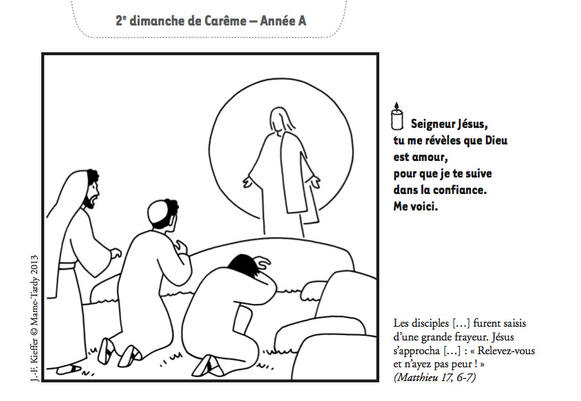 2e dimanche de Carême – Année A
Seigneur Jésus,
tu me révèles que Dieu
est amour,
pour que je te suive
dans la confiance.
Me voici.
Les disciples […] furent saisis
d’une grande frayeur. Jésus
s’approcha […] : « Relevez-vous
et n’ayez pas peur ! »
(Matthieu 17, 6-7)
J.-F. Kieffer © Mame-Tardy 2013